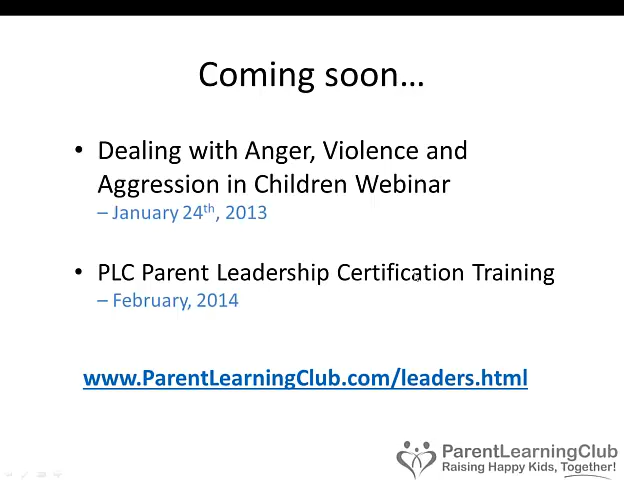 Coming soon…
• Dealing with Anger, Violence and
Aggression in Children Webinar
– January 24th, 2013
• PLC Parent Leadership Certification Training
– February, 2014
www.ParentLearningClub.com/leaders.html
ParentLearningClub
Raising Happy Kids, Together!